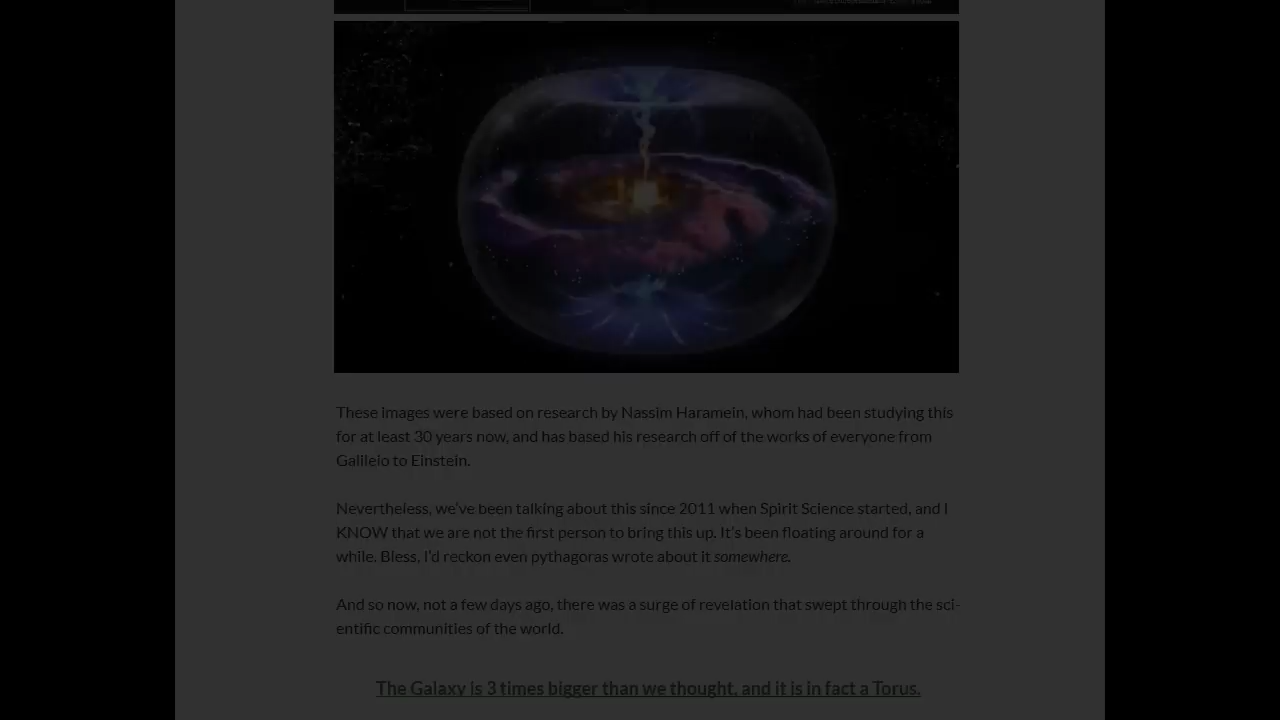 These images were based on research by Nassim Haramein, whom had been studying this
for at least 30 years now, and has based his research off of the works of everyone from
Galileio to Einstein.
Nevertheless, we've been talking about this since 2011 when Spirit Science started, and I
KNOW that we are not the first person to bring this up. It's been floating around for a
while. Bless, I'd reckon even pythagoras wrote about it somewhere.
And so now, not a few days ago, there was a surge of revelation that swept through the sci-
entific communities of the world.
The Galaxy is 3 times bigger than we thought, and it is in fact a Torus.